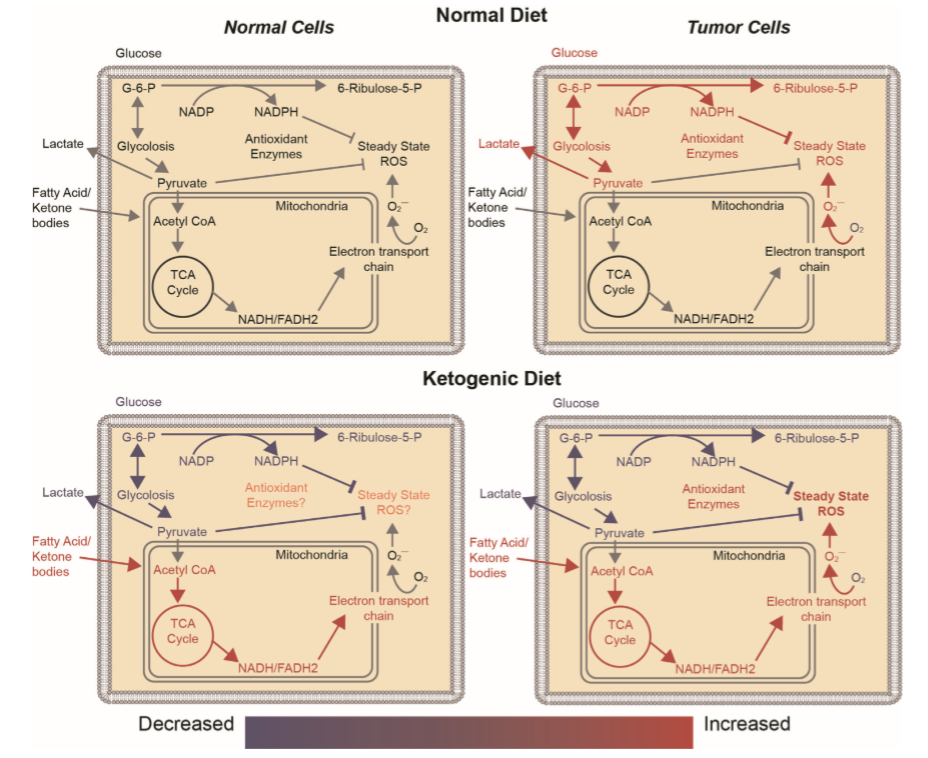 Normal Diet
Normal Cells
Tumor Cells
Glucose
G-6-P
6-Ribulose-5-P
NADP
NADPH
Lactate
Glycolosis
Antioxidant
Enzymes
Steady State
ROS
Pyruvate
Fatty Acid/
Ketone
bodies
Mitochondria
O₂⁻
Acetyl CoA
O₂
Electron transport
chain
TCA
Cycle
NADH/FADH2
Glucose
G-6-P
6-Ribulose-5-P
NADP
NADPH
Lactate
Glycolosis
Antioxidant
Enzymes
Steady State
ROS
Pyruvate
Fatty Acid/
Ketone
bodies
Mitochondria
O₂⁻
Acetyl CoA
O₂
Electron transport
chain
TCA
Cycle
NADH/FADH2
Ketogenic Diet
Glucose
G-6-P
6-Ribulose-5-P
NADP
NADPH
Lactate
Glycolosis
Antioxidant
Enzymes?
Steady State
ROS?
Pyruvate
Fatty Acid/
Ketone
bodies
Mitochondria
O₂⁻
Acetyl CoA
O₂
Electron transport
chain
TCA
Cycle
NADH/FADH2
Glucose
G-6-P
6-Ribulose-5-P
NADP
NADPH
Lactate
Glycolosis
Antioxidant
Enzymes
Steady State
ROS
Pyruvate
Fatty Acid/
Ketone
bodies
Mitochondria
O₂⁻
Acetyl CoA
O₂
Electron transport
chain
TCA
Cycle
NADH/FADH2
Decreased
Increased